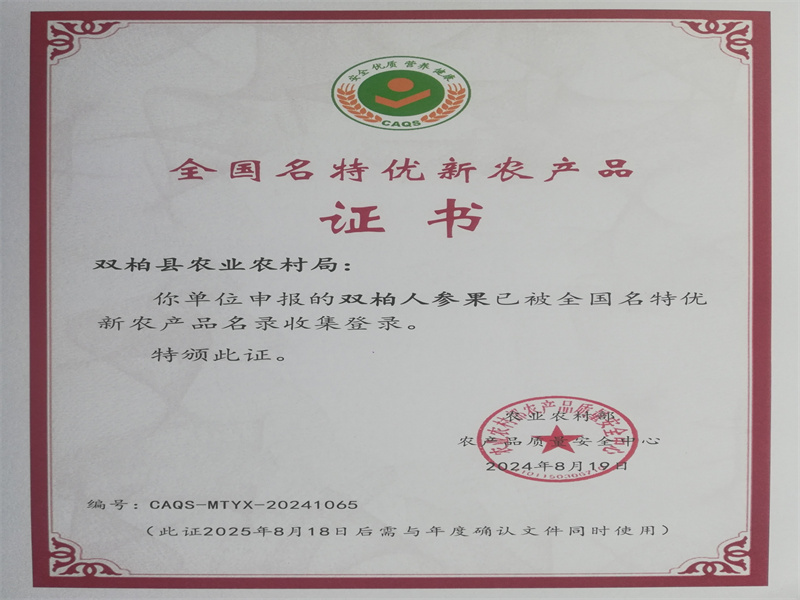 安全 优质 营养 健康
CAQS
全国名特优新农产品
证书
双柏县农业农村局：
你单位申报的双柏人参果已被全国名特优
新农产品名录收集登录。
特颁此证。
农业农村部
农产品质量安全中心
2024年8月19日
编号：CAQS-MTYX-20241065
（此证2025年8月18日后需与年度确认文件同时使用）